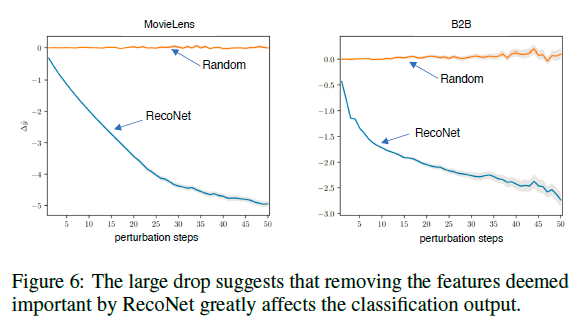 MovieLens
B2B
0
−1
−2
−3
−4
−5
Δŷ
Random
RecoNet
5 10 15 20 25 30 35 40 45 50
perturbation steps
0.0
−0.5
−1.0
−1.5
−2.0
−2.5
−3.0
Random
RecoNet
5 10 15 20 25 30 35 40 45 50
perturbation steps
Figure 6: The large drop suggests that removing the features deemed
important by RecoNet greatly affects the classification output.